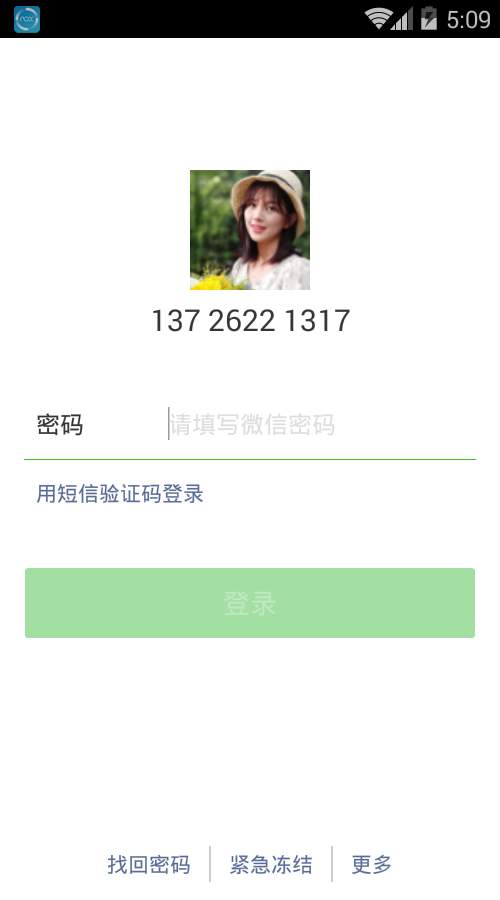 nox
5:09
137 2622 1317
密码 请填写微信密码
用短信验证码登录
登录
找回密码 紧急冻结 更多